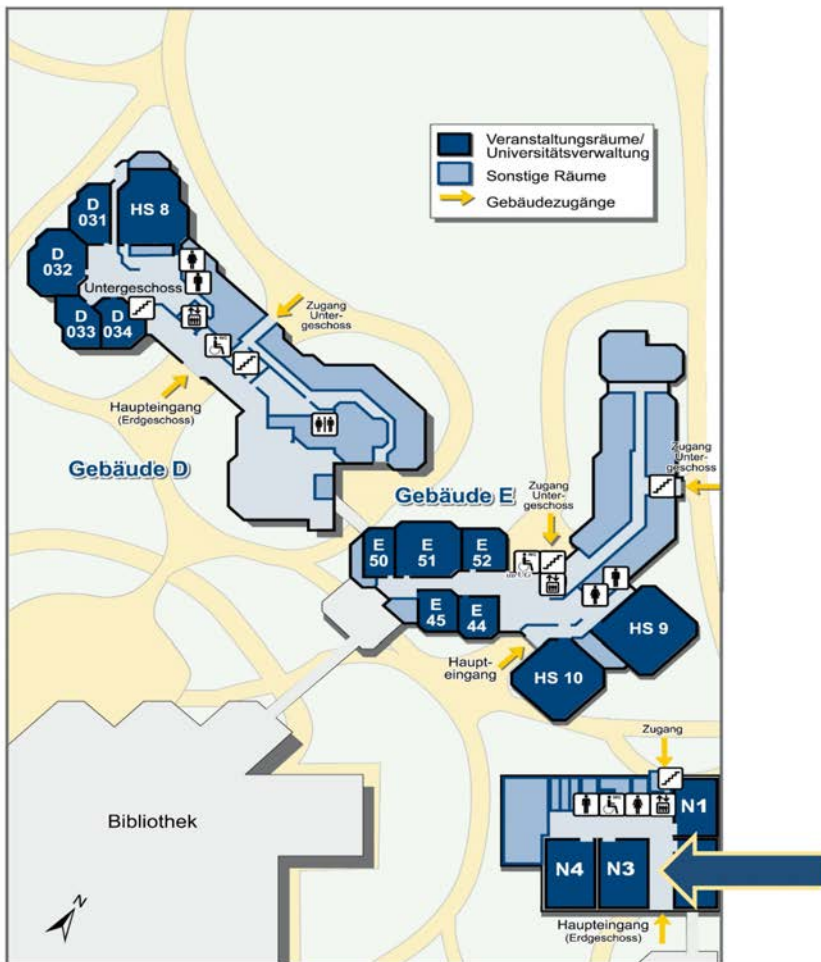 Veranstaltungsräume/
Universitätsverwaltung
Sonstige Räume
Gebäudezugänge
HS 8
D
031
D
032
Untergeschoss
D
033
D
034
Zugang
Unter-
geschoss
Haupteingang
(Erdgeschoss)
Gebäude D
Gebäude E
Zugang
Unter-
geschoss
Zugang
Unter-
geschoss
E
50
E
51
E
52
E
45
E
44
HS 9
HS 10
Haupt-
eingang
Zugang
Bibliothek
N1
N4
N3
N
Haupteingang
(Erdgeschoss)